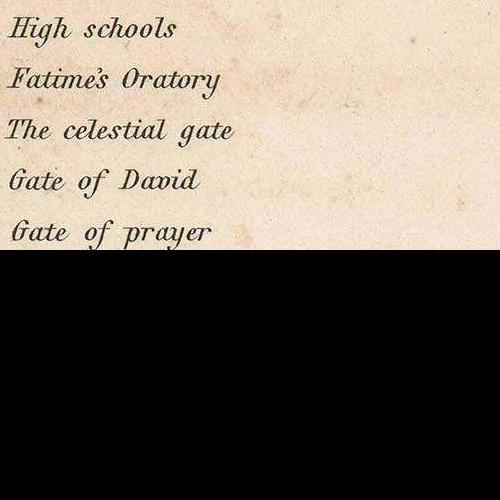 High schools
Fatime's Oratory
The celestial gate
Gate of David
Gate of prayer